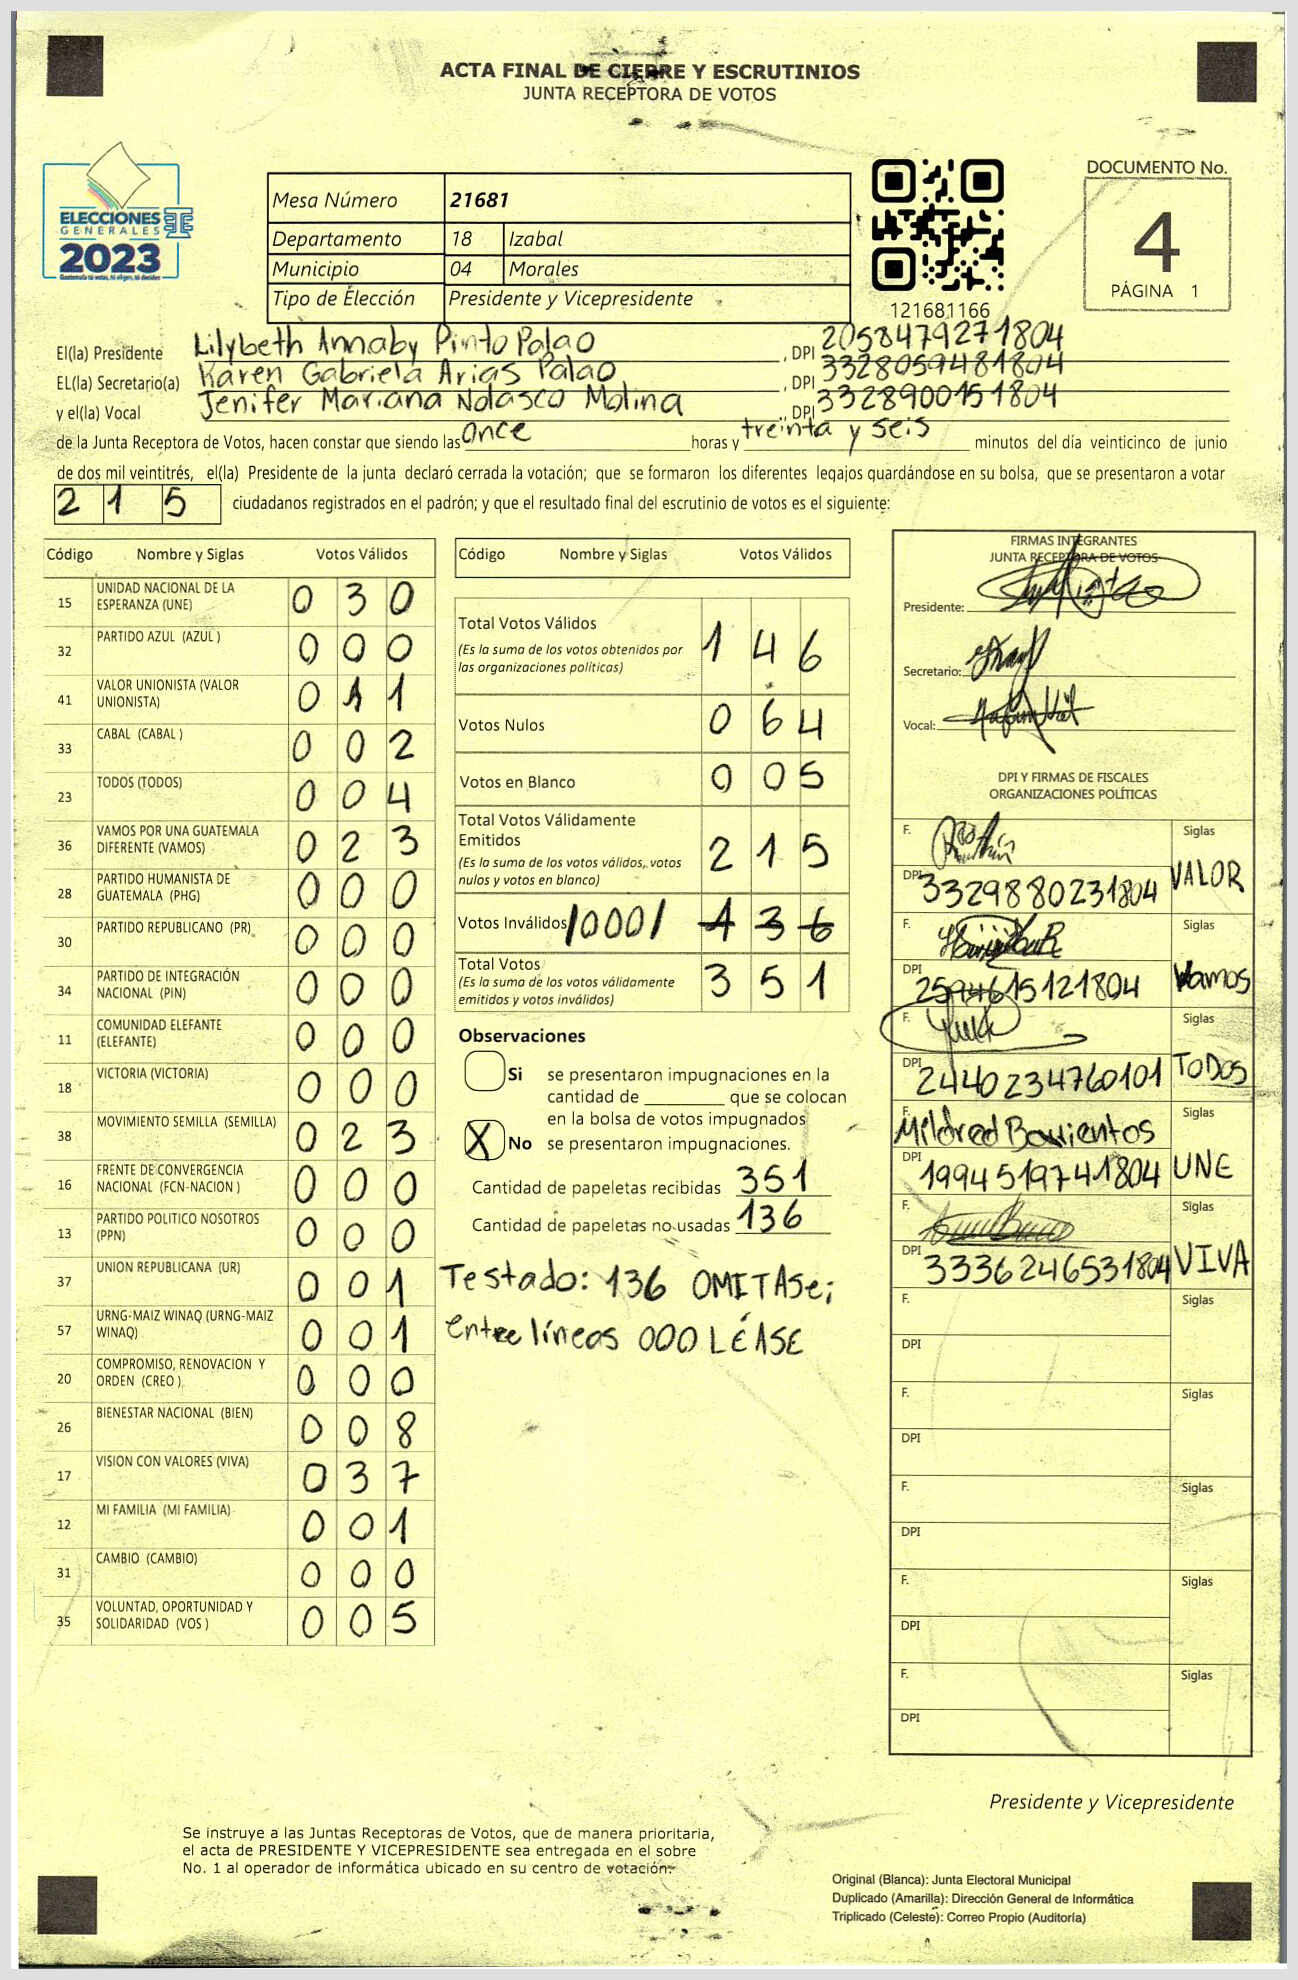 ACTA FINAL DE CIERRE Y ESCRUTINIOS
JUNTA RECEPTORA DE VOTOS
ELECCIONES
GENERALES
2023
Guatemala tú votas, tú eliges, tú decides
Mesa Número 21681
Departamento 18 Izabal
Municipio 04 Morales
Tipo de Elección Presidente y Vicepresidente
121681166
DOCUMENTO No.
4
PÁGINA 1
El(la) Presidente Lilybeth Annaby Pinto Palao , DPI 2058479271804
EL(la) Secretario(a) Karen Gabriela Arias Palao , DPI 3328059481804
y el(la) Vocal Jenifer Mariana Nolasco Molina , DPI 3328900151804
de la Junta Receptora de Votos, hacen constar que siendo las once horas y treinta y seis minutos del día veinticinco de junio
de dos mil veintitrés, el(la) Presidente de la junta declaró cerrada la votación; que se formaron los diferentes legajos guardándose en su bolsa, que se presentaron a votar
2 1 5 ciudadanos registrados en el padrón; y que el resultado final del escrutinio de votos es el siguiente:
Código Nombre y Siglas Votos Válidos
15 UNIDAD NACIONAL DE LA ESPERANZA (UNE) 0 3 0
32 PARTIDO AZUL (AZUL ) 0 0 0
41 VALOR UNIONISTA (VALOR UNIONISTA) 0 1 1
33 CABAL (CABAL ) 0 0 2
23 TODOS (TODOS) 0 0 4
36 VAMOS POR UNA GUATEMALA DIFERENTE (VAMOS) 0 2 3
28 PARTIDO HUMANISTA DE GUATEMALA (PHG) 0 0 0
30 PARTIDO REPUBLICANO (PR) 0 0 0
34 PARTIDO DE INTEGRACIÓN NACIONAL (PIN) 0 0 0
11 COMUNIDAD ELEFANTE (ELEFANTE) 0 0 0
18 VICTORIA (VICTORIA) 0 0 0
38 MOVIMIENTO SEMILLA (SEMILLA) 0 2 3
16 FRENTE DE CONVERGENCIA NACIONAL (FCN-NACION ) 0 0 0
13 PARTIDO POLITICO NOSOTROS (PPN) 0 0 0
37 UNION REPUBLICANA (UR) 0 0 1
57 URNG-MAIZ WINAQ (URNG-MAIZ WINAQ) 0 0 1
20 COMPROMISO, RENOVACION Y ORDEN (CREO ) 0 0 0
26 BIENESTAR NACIONAL (BIEN) 0 0 8
17 VISION CON VALORES (VIVA) 0 3 7
12 MI FAMILIA (MI FAMILIA) 0 0 1
31 CAMBIO (CAMBIO) 0 0 0
35 VOLUNTAD, OPORTUNIDAD Y SOLIDARIDAD (VOS ) 0 0 5
Código Nombre y Siglas Votos Válidos
Total Votos Válidos 1 4 6
(Es la suma de los votos obtenidos por las organizaciones políticas)
Votos Nulos 0 6 4
Votos en Blanco 0 0 5
Total Votos Válidamente Emitidos 2 1 5
(Es la suma de los votos válidos, votos nulos y votos en blanco)
Votos Inválidos /000/ 1 3 6
Total Votos 3 5 1
(Es la suma de los votos válidamente emitidos y votos inválidos)
Observaciones
Si se presentaron impugnaciones en la
cantidad de ________ que se colocan
en la bolsa de votos impugnados
X No se presentaron impugnaciones.
Cantidad de papeletas recibidas 351
Cantidad de papeletas no usadas 136
Testado: 136 OMITASE;
Entre líneas 000 LÉASE
FIRMAS INTEGRANTES
JUNTA RECEPTORA DE VOTOS
Presidente:
Secretario:
Vocal:
DPI Y FIRMAS DE FISCALES
ORGANIZACIONES POLÍTICAS
F. Siglas
DPI 3329880231804 VALOR
F. Siglas
DPI 2594615121804 Vamos
F. Siglas
DPI 2440234760101 TODOS
F. Mildred Barrientos Siglas
DPI 1994519741804 UNE
F. Siglas
DPI 3336246531804 VIVA
F. Siglas
DPI
F. Siglas
DPI
F. Siglas
DPI
F. Siglas
DPI
F. Siglas
DPI
Presidente y Vicepresidente
Se instruye a las Juntas Receptoras de Votos, que de manera prioritaria,
el acta de PRESIDENTE Y VICEPRESIDENTE sea entregada en el sobre
No. 1 al operador de informática ubicado en su centro de votación.
Original (Blanca): Junta Electoral Municipal
Duplicado (Amarilla): Dirección General de Informática
Triplicado (Celeste): Correo Propio (Auditoría)